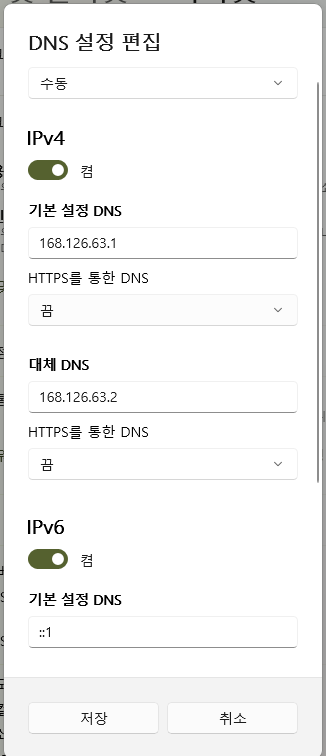 DNS 설정 편집
수동
IPv4
켬
기본 설정 DNS
168.126.63.1
HTTPS를 통한 DNS
끔
대체 DNS
168.126.63.2
HTTPS를 통한 DNS
끔
IPv6
켬
기본 설정 DNS
::1
저장
취소